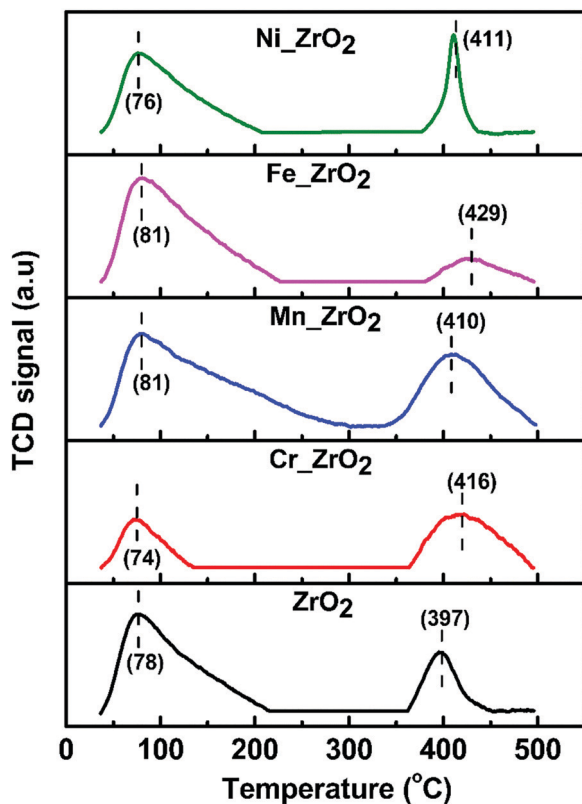 Ni_ZrO2
(76)
(411)
Fe_ZrO2
(81)
(429)
Mn_ZrO2
(81)
(410)
Cr_ZrO2
(74)
(416)
ZrO2
(78)
(397)
TCD signal (a.u)
0 100 200 300 400 500
Temperature (°C)